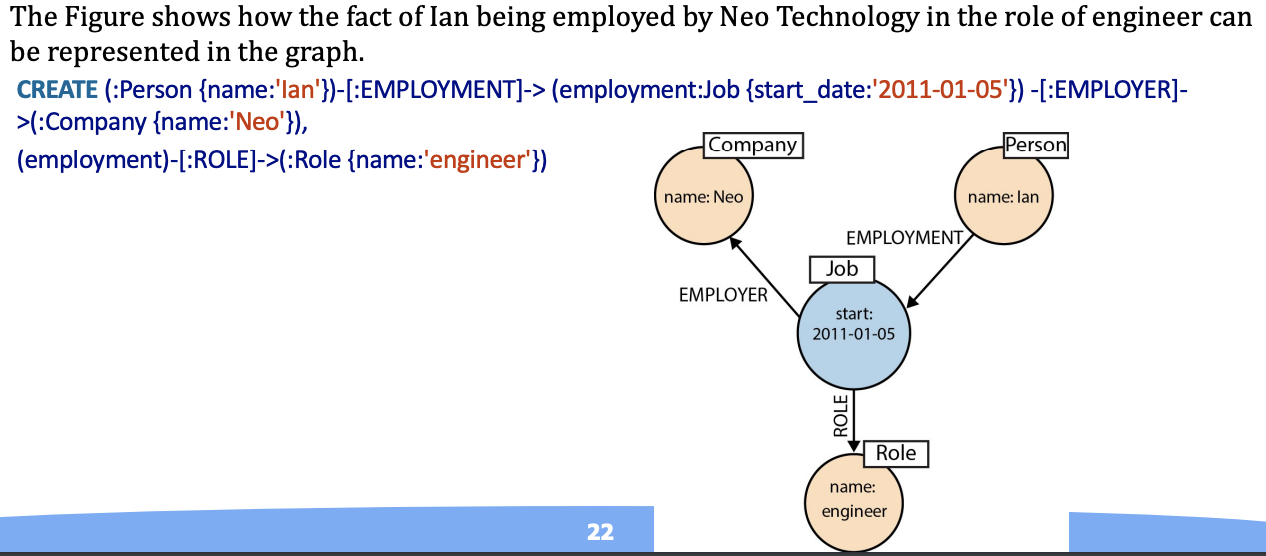 The Figure shows how the fact of Ian being employed by Neo Technology in the role of engineer can
be represented in the graph.
CREATE (:Person {name:'Ian'})-[:EMPLOYMENT]-> (employment:Job {start_date:'2011-01-05'}) -[:EMPLOYER]-
>(:Company {name:'Neo'}),
(employment)-[:ROLE]->(:Role {name:'engineer'})
Company
Person
name: Neo
name: Ian
EMPLOYMENT
Job
EMPLOYER
start:
2011-01-05
ROLE
Role
name:
engineer
22